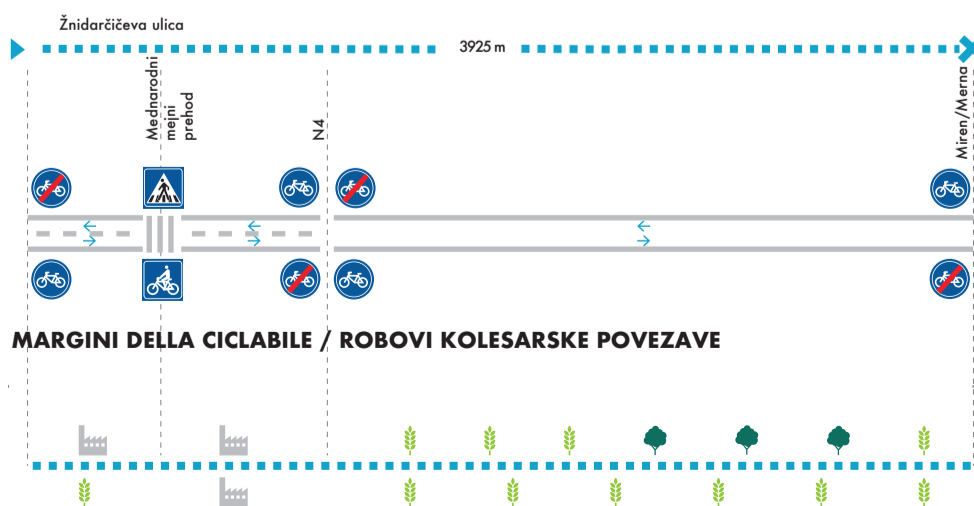 Žnidarčičeva ulica
3925 m
Mednarodni
mejni
prehod
N4
Miren/Merna
MARGINI DELLA CICLABILE / ROBOVI KOLESARSKE POVEZAVE